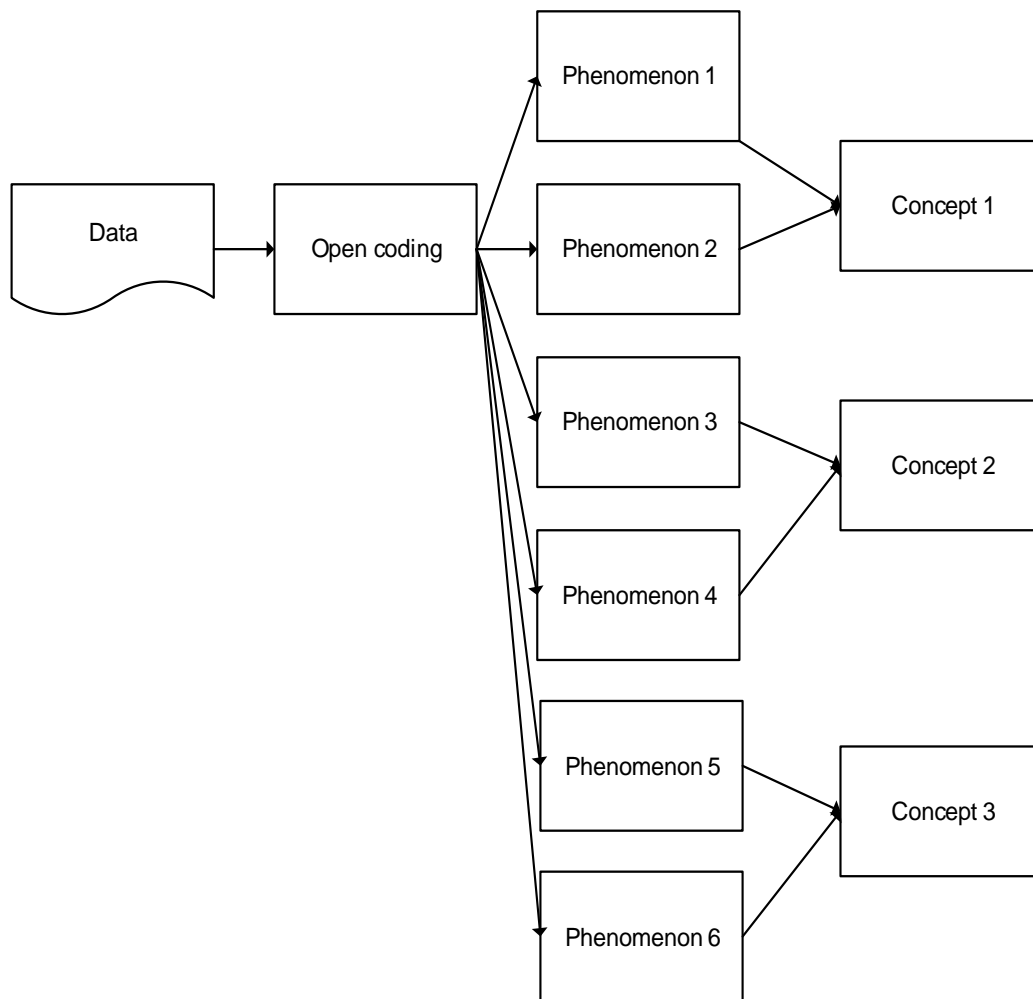 Data
Open coding
Phenomenon 1
Phenomenon 2
Phenomenon 3
Phenomenon 4
Phenomenon 5
Phenomenon 6
Concept 1
Concept 2
Concept 3